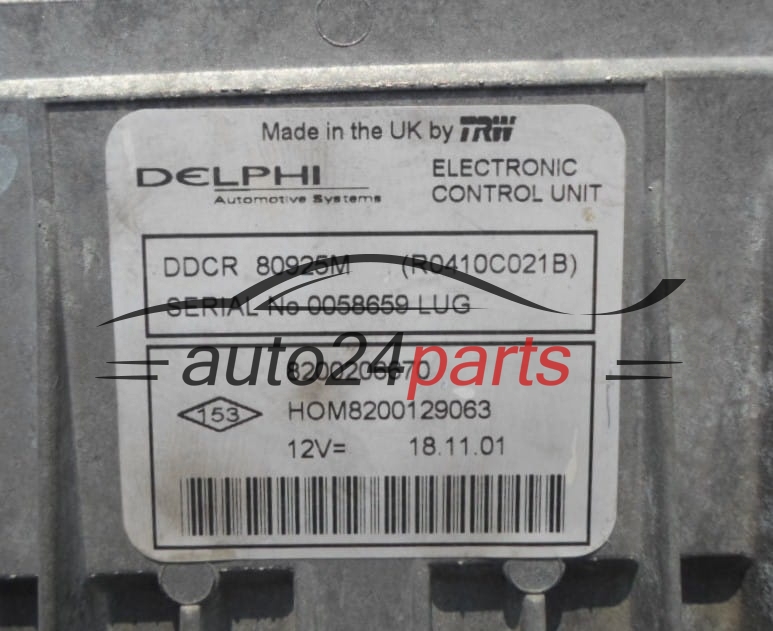 Made in the UK by TRW
DELPHI
Automotive Systems
ELECTRONIC
CONTROL UNIT
DDCR 80925M (R0410C021B)
SERIAL No 0058659 LUG
auto24parts
153
HOM8200129063
12V= 18.11.01